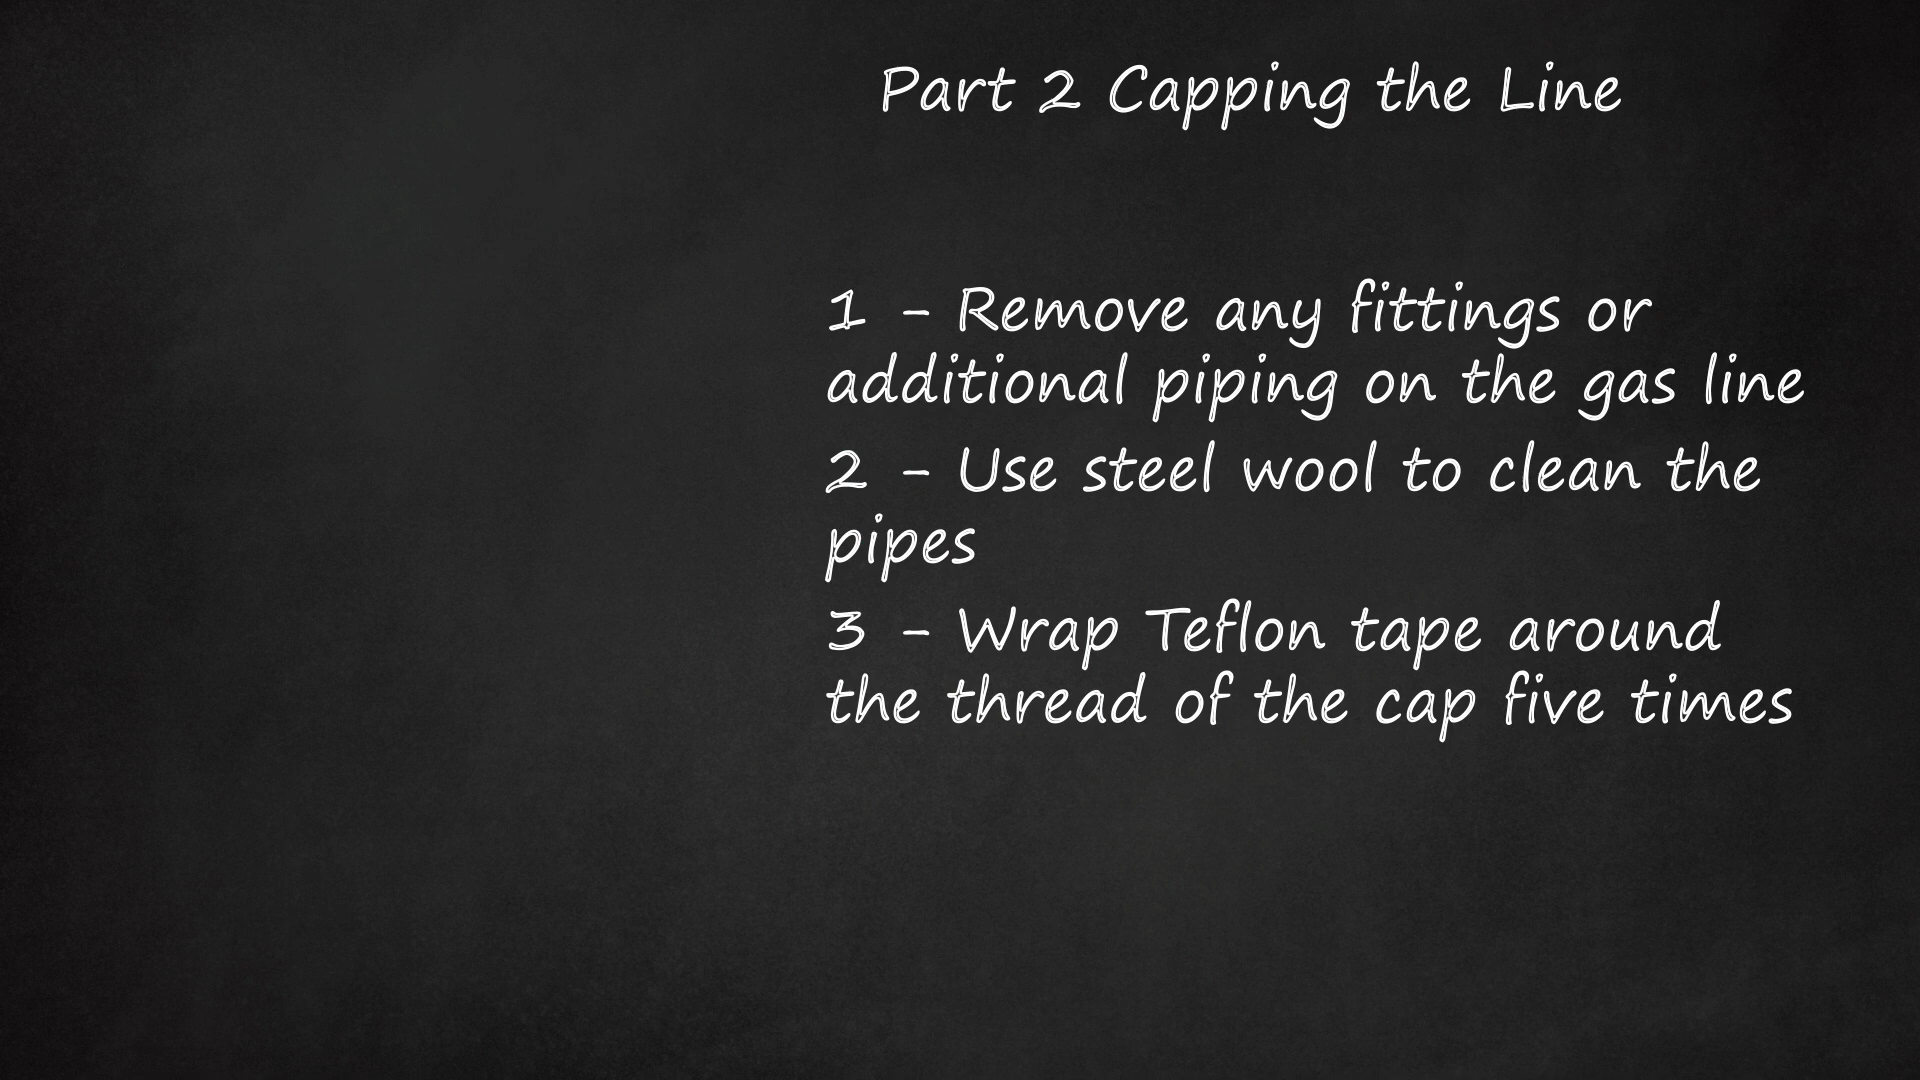 Part 2 Capping the Line
1 - Remove any fittings or
additional piping on the gas line
2 - Use steel wool to clean the
pipes
3 - Wrap Teflon tape around
the thread of the cap five times